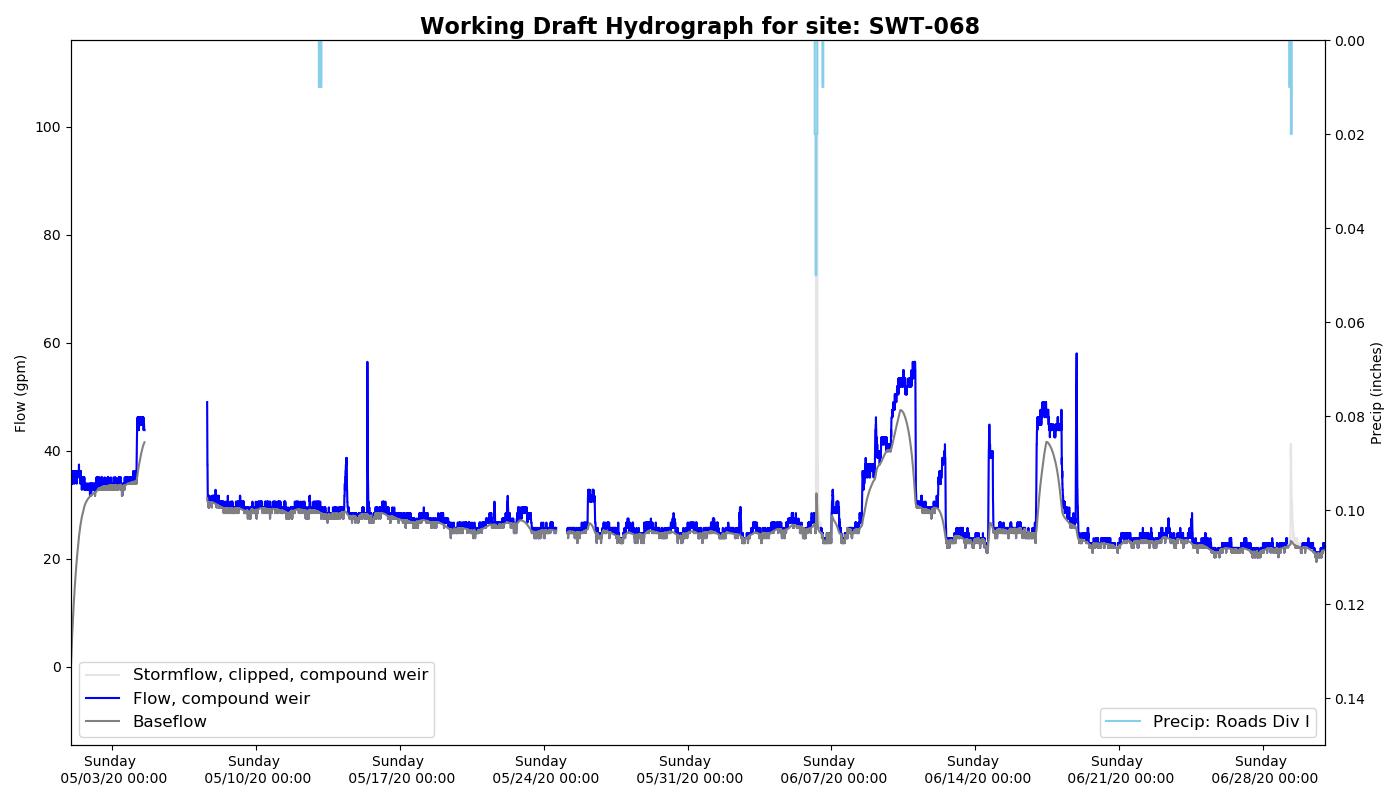 Working Draft Hydrograph for site: SWT-068
Flow (gpm)
100
80
60
40
20
0
0.00
0.02
0.04
0.06
0.08
0.10
0.12
0.14
Precip (inches)
Stormflow, clipped, compound weir
Flow, compound weir
Baseflow
Precip: Roads Div I
Sunday
05/03/20 00:00
Sunday
05/10/20 00:00
Sunday
05/17/20 00:00
Sunday
05/24/20 00:00
Sunday
05/31/20 00:00
Sunday
06/07/20 00:00
Sunday
06/14/20 00:00
Sunday
06/21/20 00:00
Sunday
06/28/20 00:00